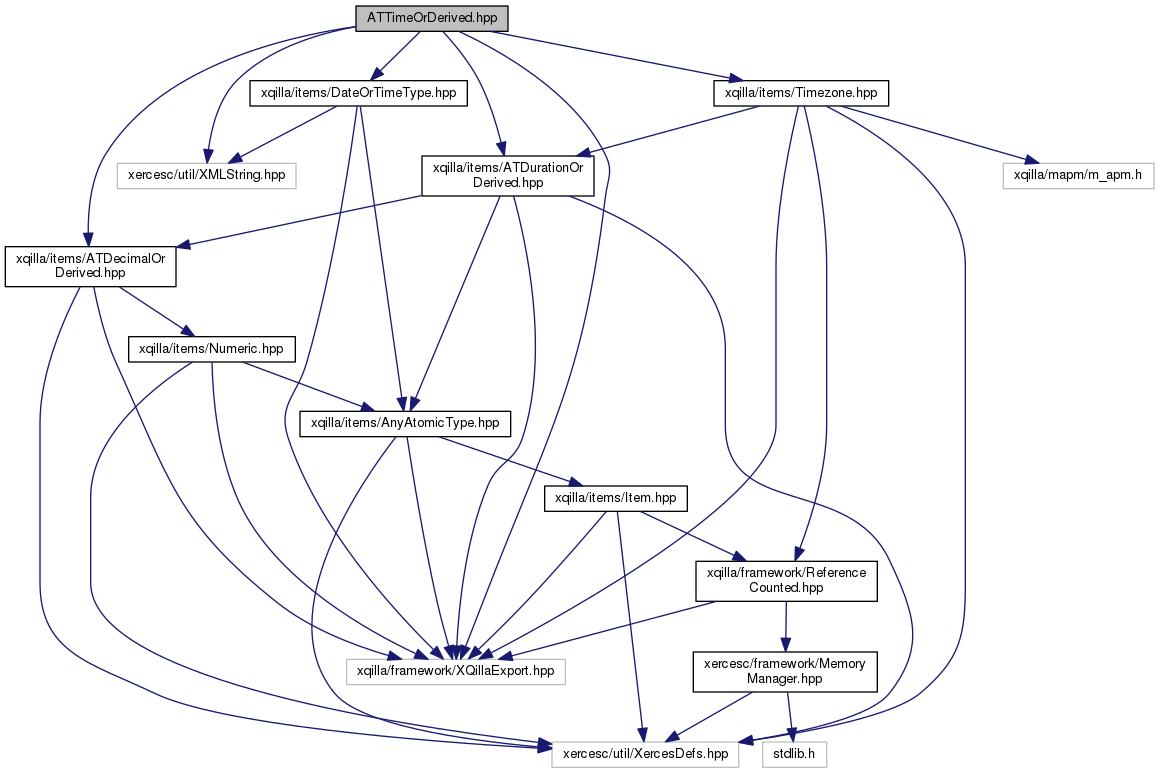 ATTimeOrDerived.hpp
xqilla/items/DateOrTimeType.hpp
xqilla/items/Timezone.hpp
xercesc/util/XMLString.hpp
xqilla/items/ATDurationOr
Derived.hpp
xqilla/mapm/m_apm.h
xqilla/items/ATDecimalOr
Derived.hpp
xqilla/items/Numeric.hpp
xqilla/items/AnyAtomicType.hpp
xqilla/items/Item.hpp
xqilla/framework/Reference
Counted.hpp
xqilla/framework/XQillaExport.hpp
xercesc/framework/Memory
Manager.hpp
xercesc/util/XercesDefs.hpp
stdlib.h